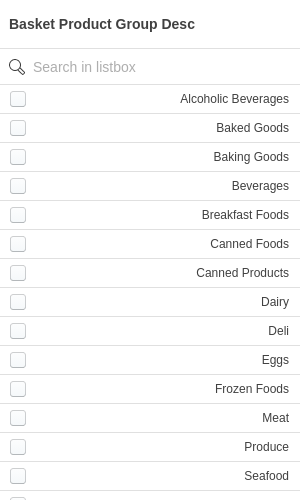 Basket Product Group Desc
Search in listbox
Alcoholic Beverages
Baked Goods
Baking Goods
Beverages
Breakfast Foods
Canned Foods
Canned Products
Dairy
Deli
Eggs
Frozen Foods
Meat
Produce
Seafood